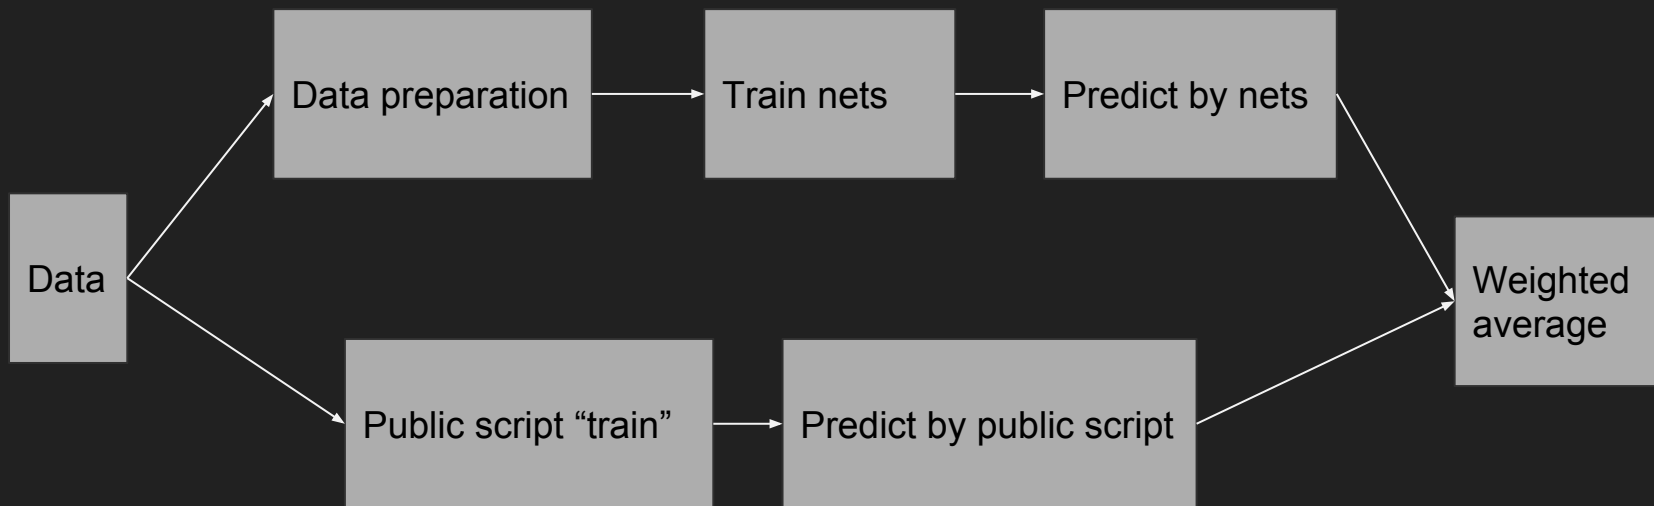 Data preparation
Train nets
Predict by nets
Data
Weighted
average
Public script “train”
Predict by public script